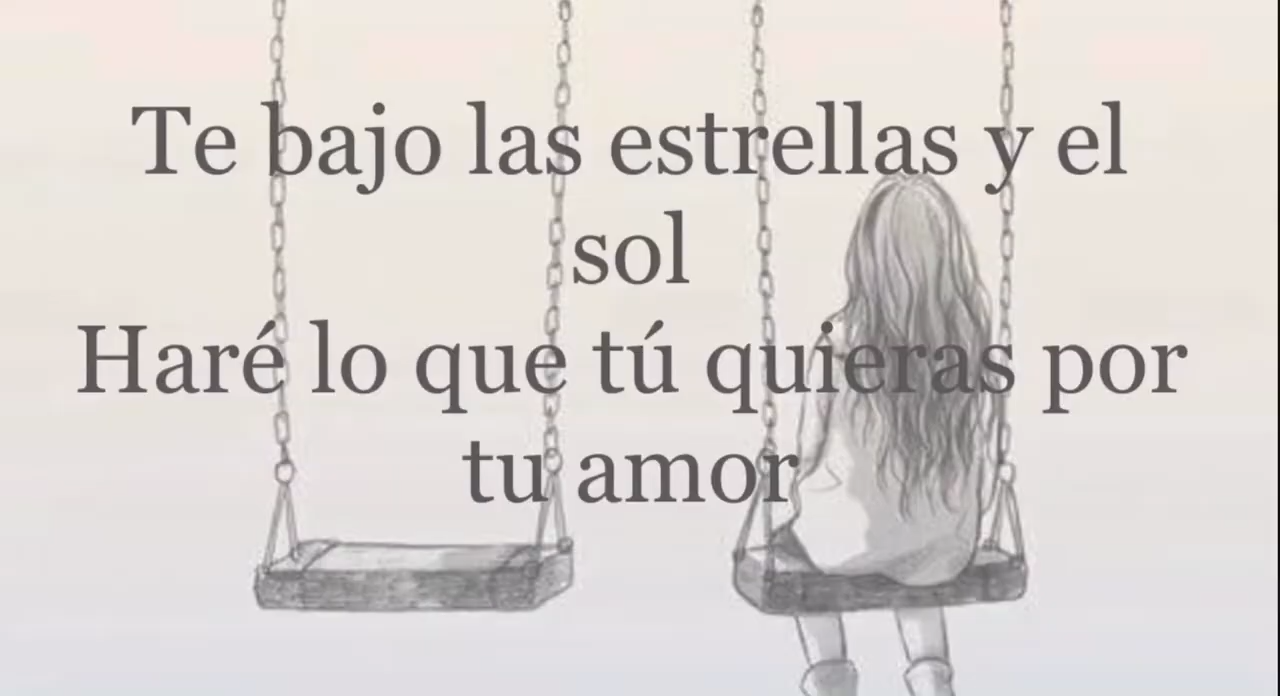 Te bajo las estrellas y el
sol
Haré lo que tú quieras por
tu amor